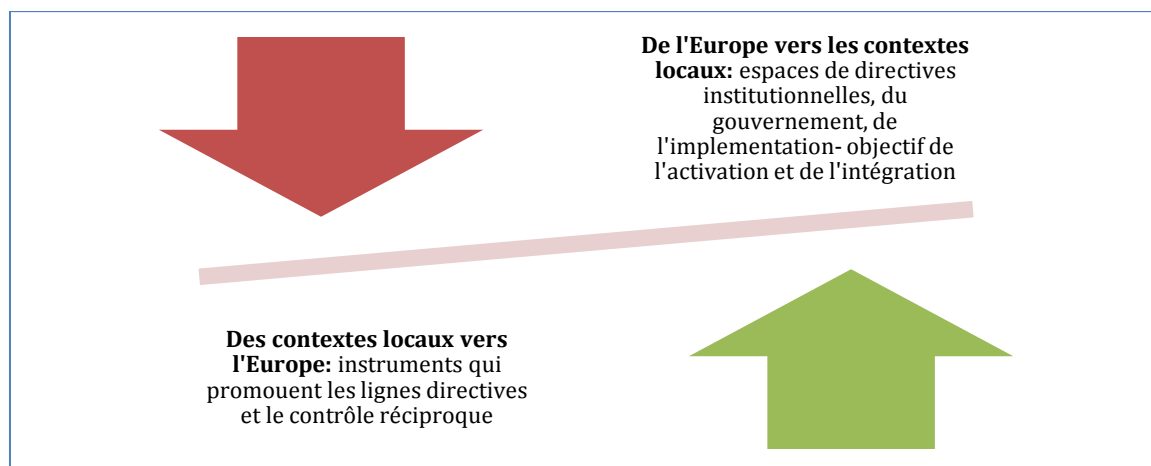 De l'Europe vers les contextes
locaux: espaces de directives
institutionnelles, du
gouvernement, de
l'implementation- objectif de
l'activation et de l'intégration
Des contextes locaux vers
l'Europe: instruments qui
promouent les lignes directives
et le contrôle réciproque